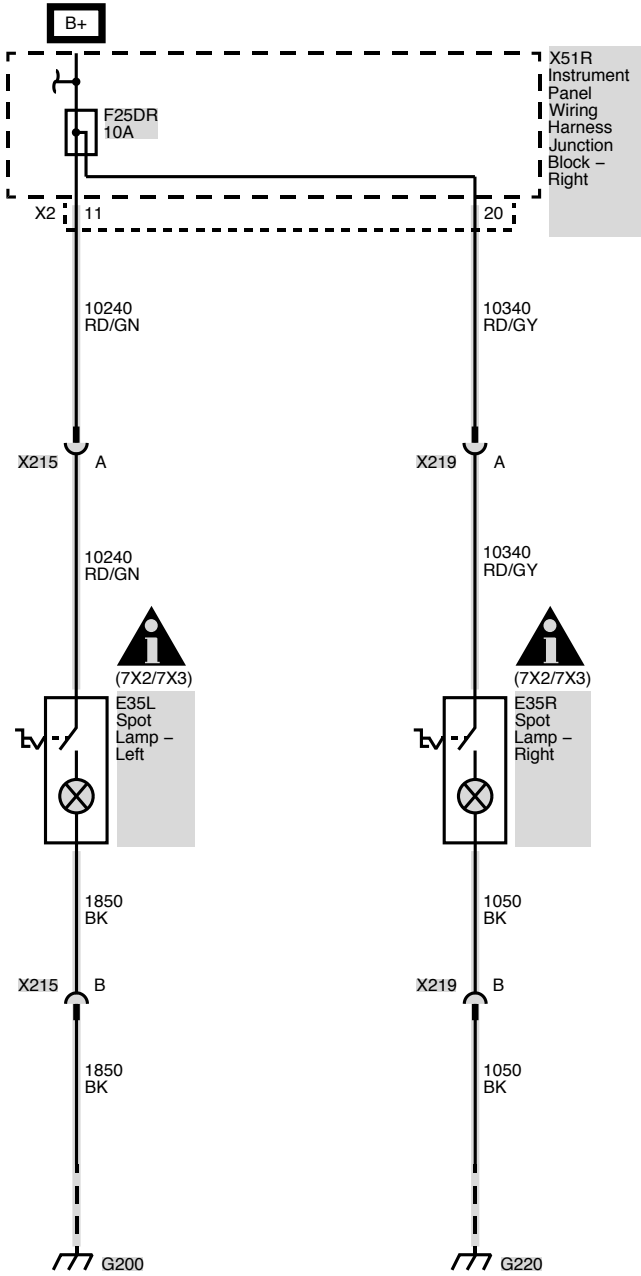 B+
X51R
Instrument
Panel
Wiring
Harness
Junction
Block –
Right
F25DR
10A
X2
11
20
10240
RD/GN
10340
RD/GY
X215
A
X219
A
10240
RD/GN
10340
RD/GY
i
(7X2/7X3)
i
(7X2/7X3)
E35L
Spot
Lamp –
Left
E35R
Spot
Lamp –
Right
1850
BK
1050
BK
X215
B
X219
B
1850
BK
1050
BK
G200
G220